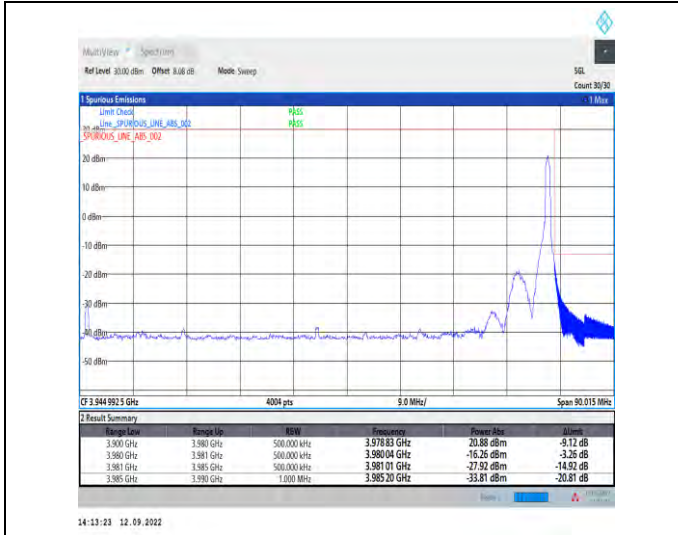 MultiView Spectrum
Ref Level 30.00 dBm Offset 8.08 dB Mode Sweep SGL
Count 30/30
1 Spurious Emissions 1 Max
Limit Check PASS
Line _SPURIOUS_LINE_ABS_002 PASS
_SPURIOUS_LINE_ABS_002
20 dBm
10 dBm
0 dBm
-10 dBm
-20 dBm
-30 dBm
-40 dBm
-50 dBm
CF 3.944 992 5 GHz 4004 pts 9.0 MHz/ Span 90.015 MHz
2 Result Summary
Range Low Range Up RBW Frequency Power Abs ΔLimit
3.900 GHz 3.980 GHz 500.000 kHz 3.978 83 GHz 20.88 dBm -9.12 dB
3.980 GHz 3.981 GHz 500.000 kHz 3.980 04 GHz -16.26 dBm -3.26 dB
3.981 GHz 3.985 GHz 500.000 kHz 3.981 01 GHz -27.92 dBm -14.92 dB
3.985 GHz 3.990 GHz 1.000 MHz 3.985 20 GHz -33.81 dBm -20.81 dB
14:13:23 12.09.2022